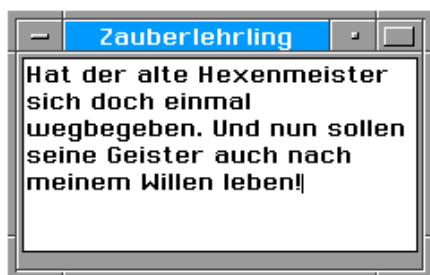 Zauberlehrling
Hat der alte Hexenmeister
sich doch einmal
wegbegeben. Und nun sollen
seine Geister auch nach
meinem Willen leben!